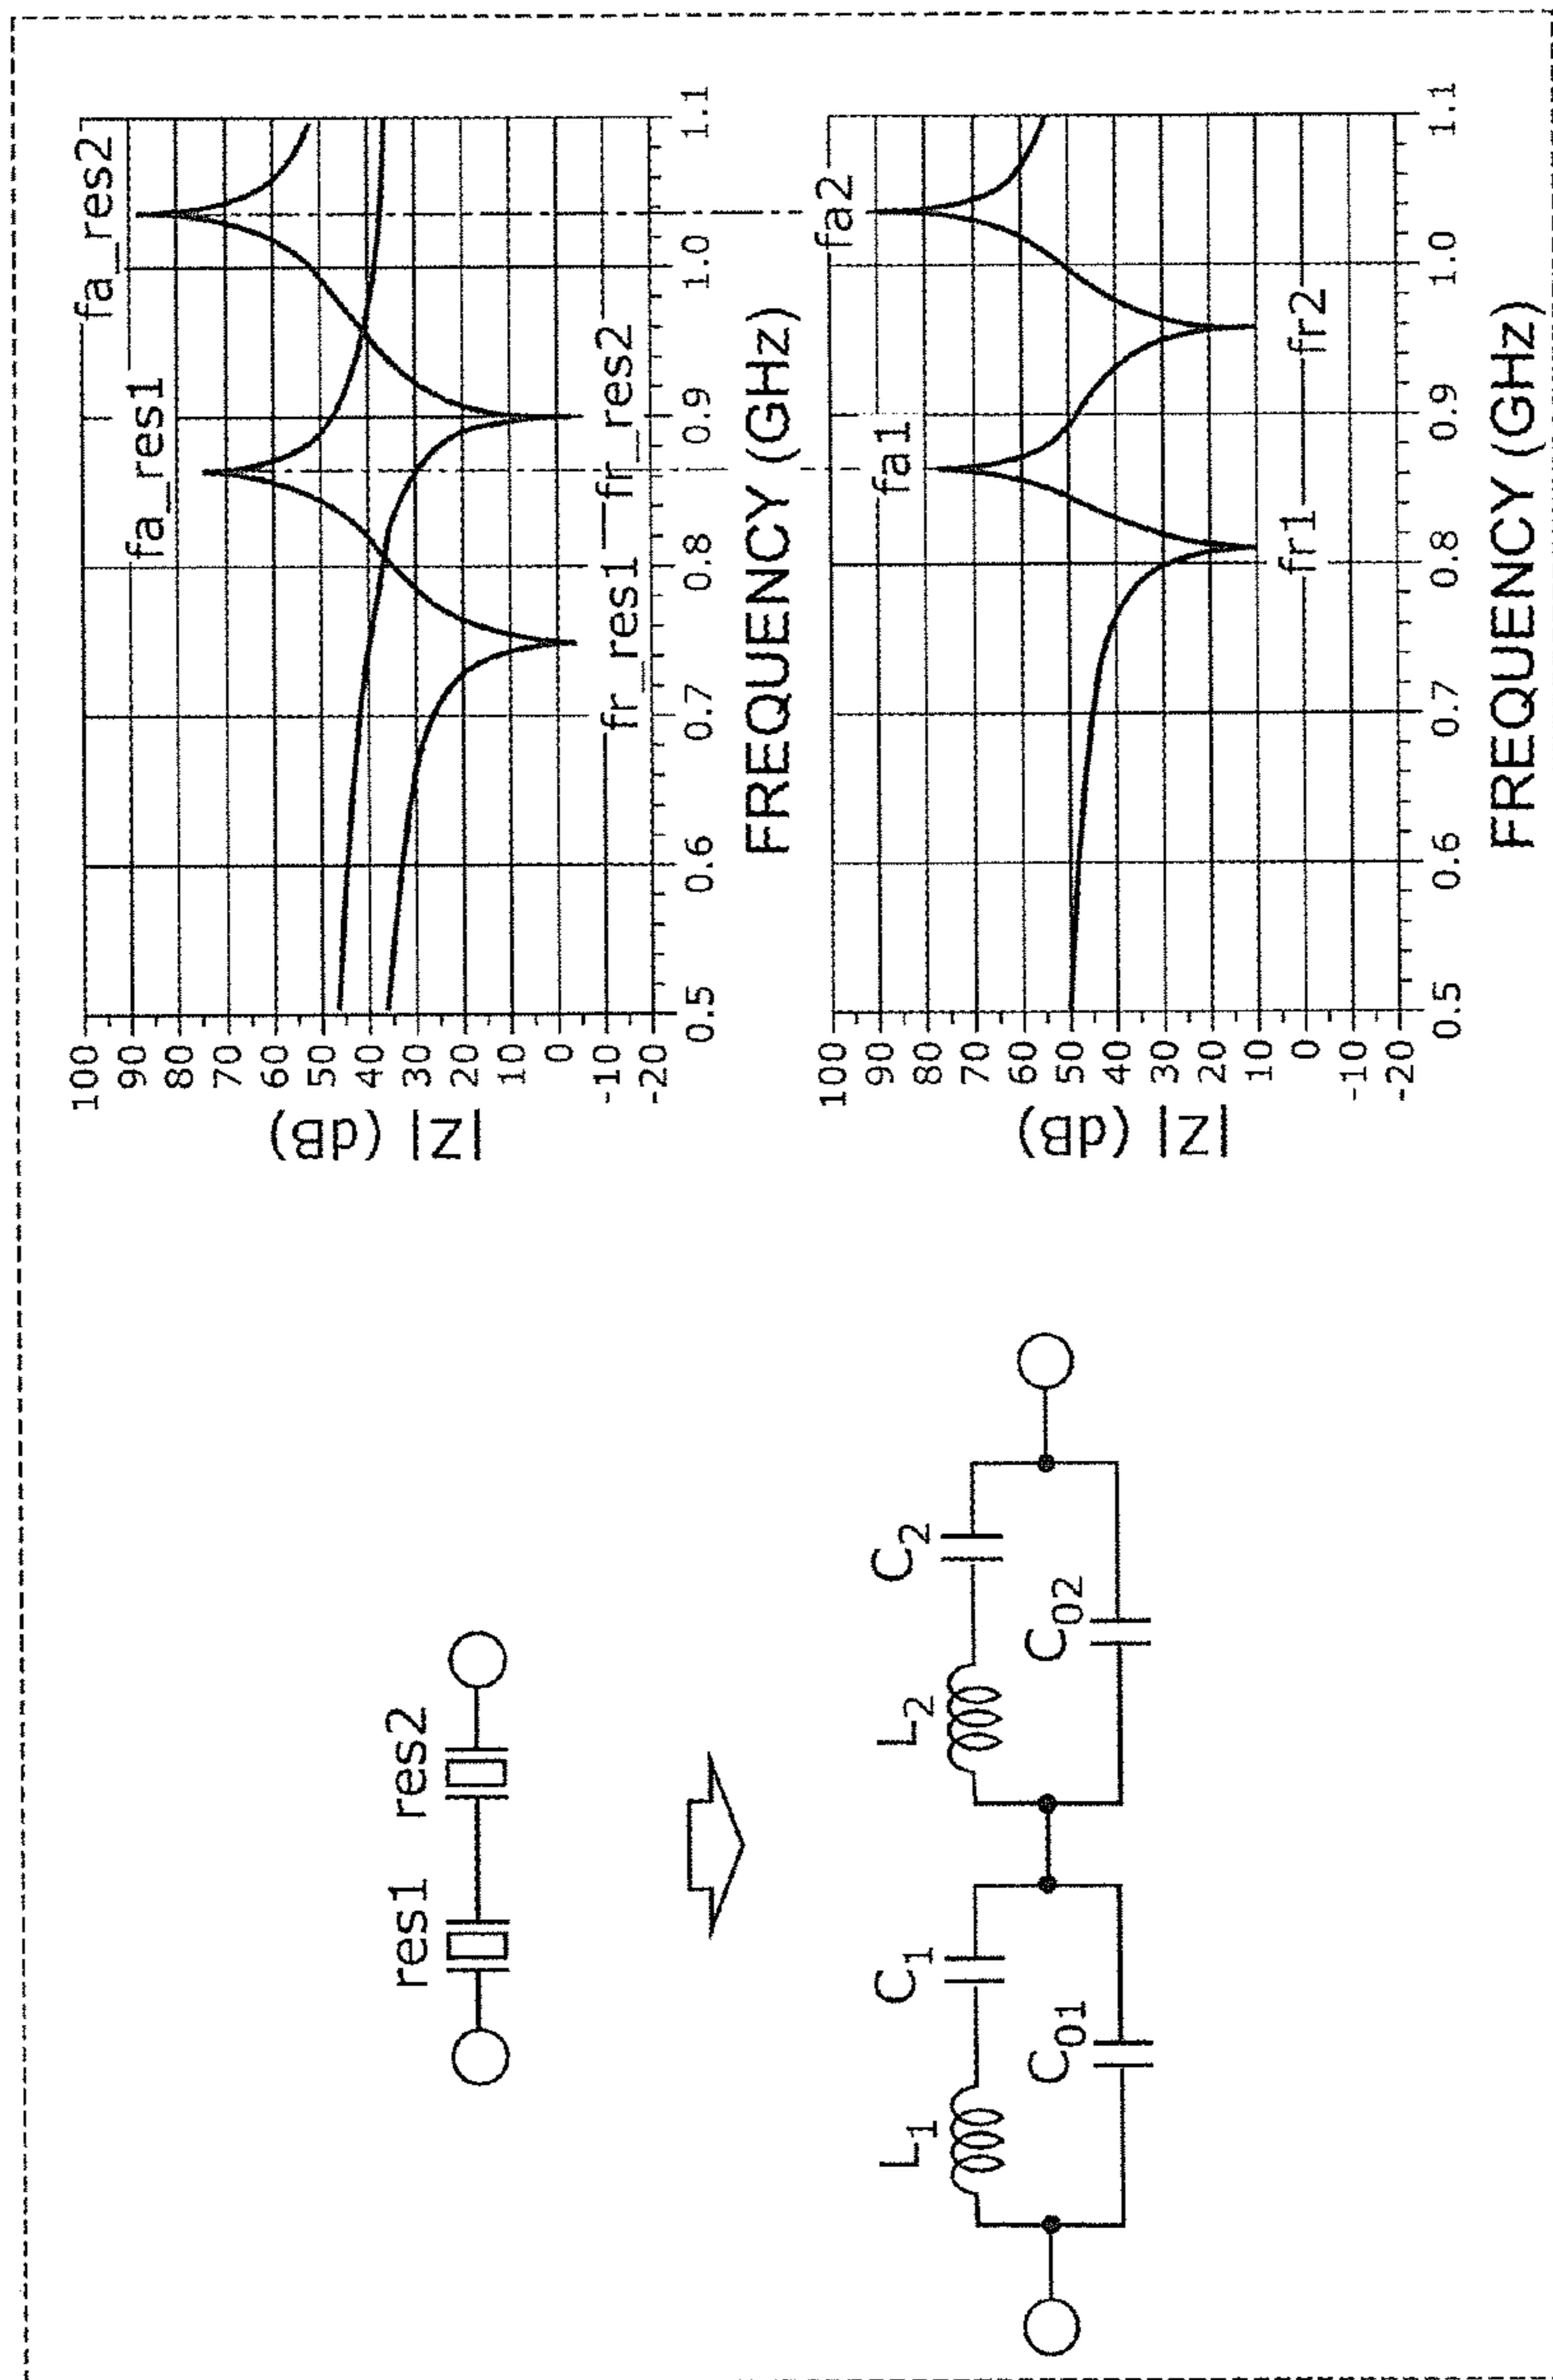 res1 res2
L1 C1 C01
L2 C2 C02
|Z| (dB)
100
90
80
70
60
50
40
30
20
10
0
-10
-20
fa_res1
fa_res2
fr_res1
fr_res2
0.5 0.6 0.7 0.8 0.9 1.0 1.1
FREQUENCY (GHz)
|Z| (dB)
100
90
80
70
60
50
40
30
20
10
0
-10
-20
fa1
fa2
fr1
fr2
0.5 0.6 0.7 0.8 0.9 1.0 1.1
FREQUENCY (GHz)